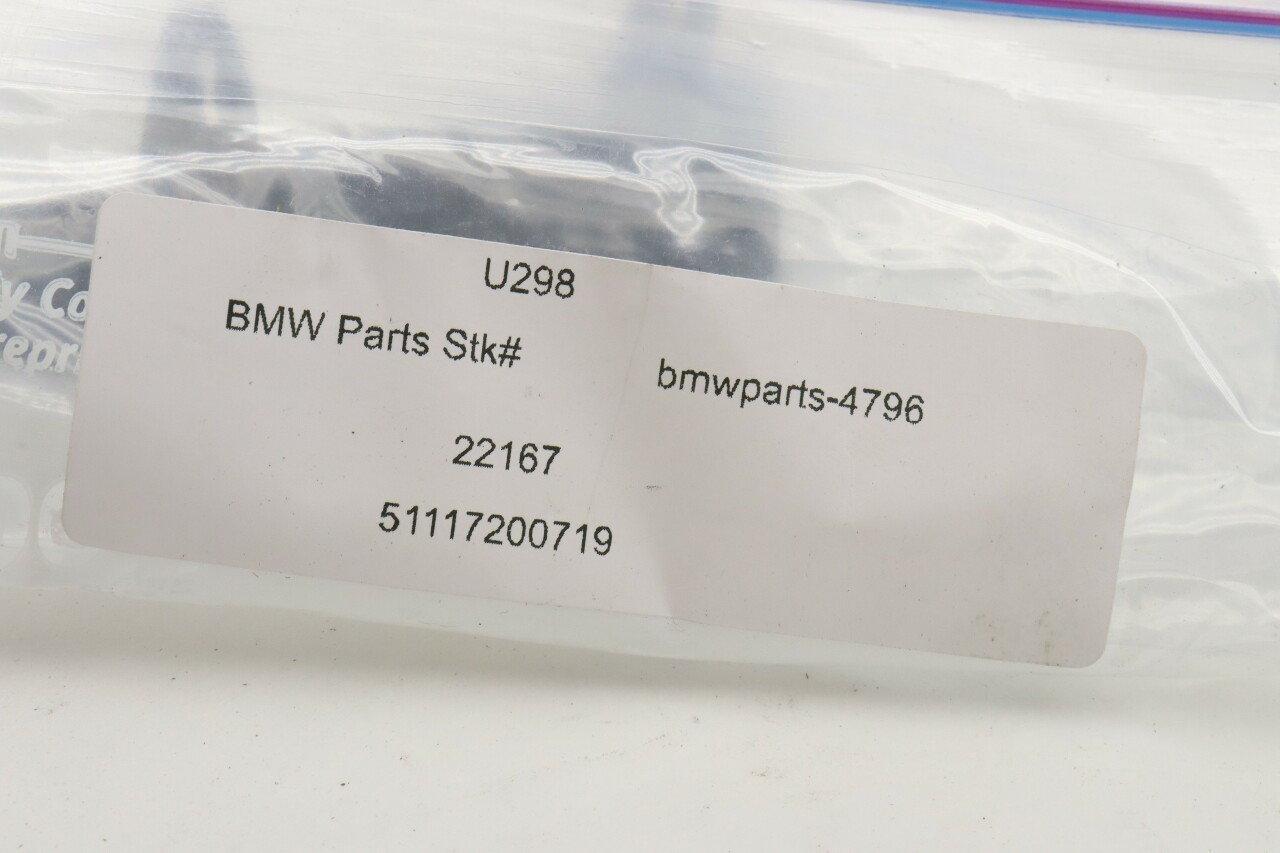 U298
BMW Parts Stk# bmwparts-4796
22167
51117200719